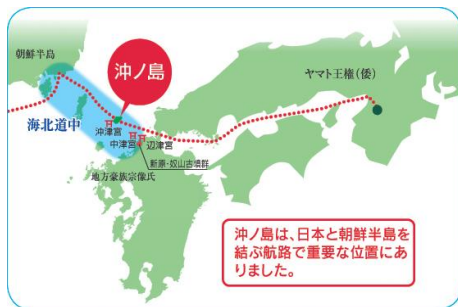 朝鮮半島
沖ノ島
ヤマト王権(倭)
海北道中
沖津宮
中津宮
辺津宮
新原・奴山古墳群
地方豪族宗像氏
沖ノ島は、日本と朝鮮半島を
結ぶ航路で重要な位置にあ
りました。